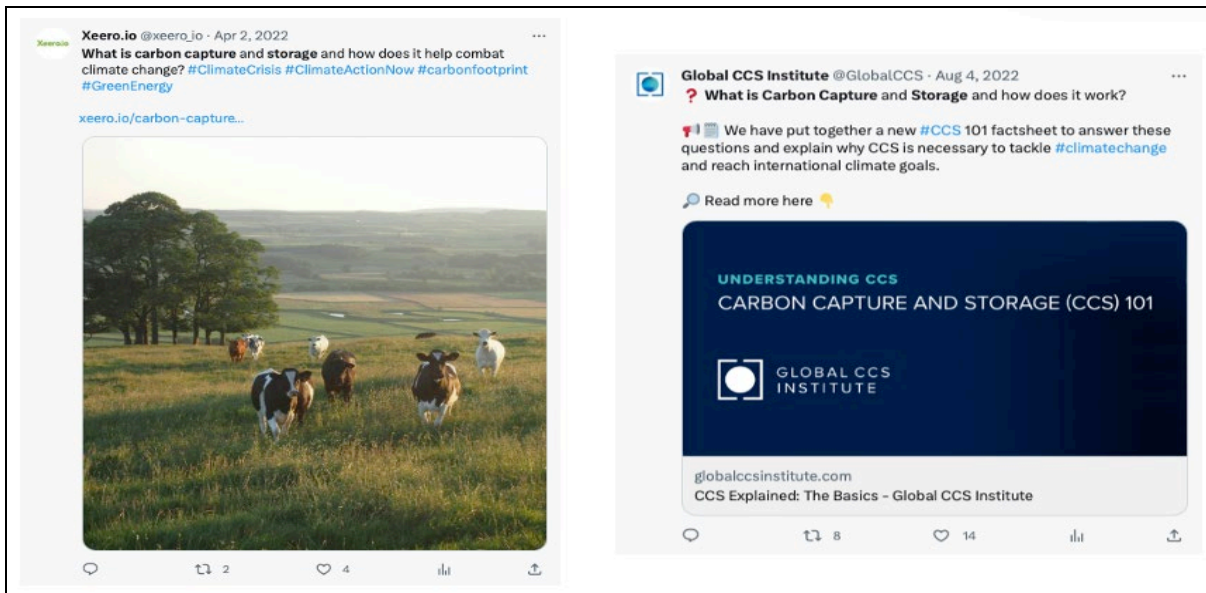 Xeero.io
Xeero.io @xeero_io · Apr 2, 2022
What is carbon capture and storage and how does it help combat
climate change? #ClimateCrisis #ClimateActionNow #carbonfootprint
#GreenEnergy
xeero.io/carbon-capture...
2
4
Global CCS Institute @GlobalCCS · Aug 4, 2022
❓ What is Carbon Capture and Storage and how does it work?
📢🗒️ We have put together a new #CCS 101 factsheet to answer these
questions and explain why CCS is necessary to tackle #climatechange
and reach international climate goals.
🔎 Read more here 👇
UNDERSTANDING CCS
CARBON CAPTURE AND STORAGE (CCS) 101
GLOBAL CCS
INSTITUTE
globalccsinstitute.com
CCS Explained: The Basics - Global CCS Institute
8
14